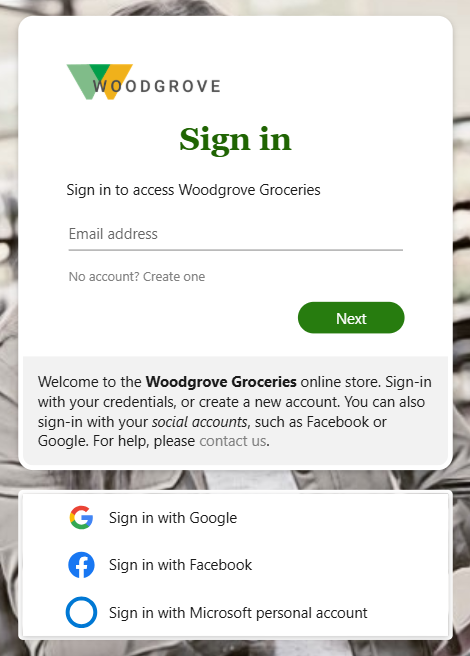 WOODGROVE
Sign in
Sign in to access Woodgrove Groceries
Email address
No account? Create one
Next
Welcome to the Woodgrove Groceries online store. Sign-in
with your credentials, or create a new account. You can also
sign-in with your social accounts, such as Facebook or
Google. For help, please contact us.
Sign in with Google
Sign in with Facebook
Sign in with Microsoft personal account